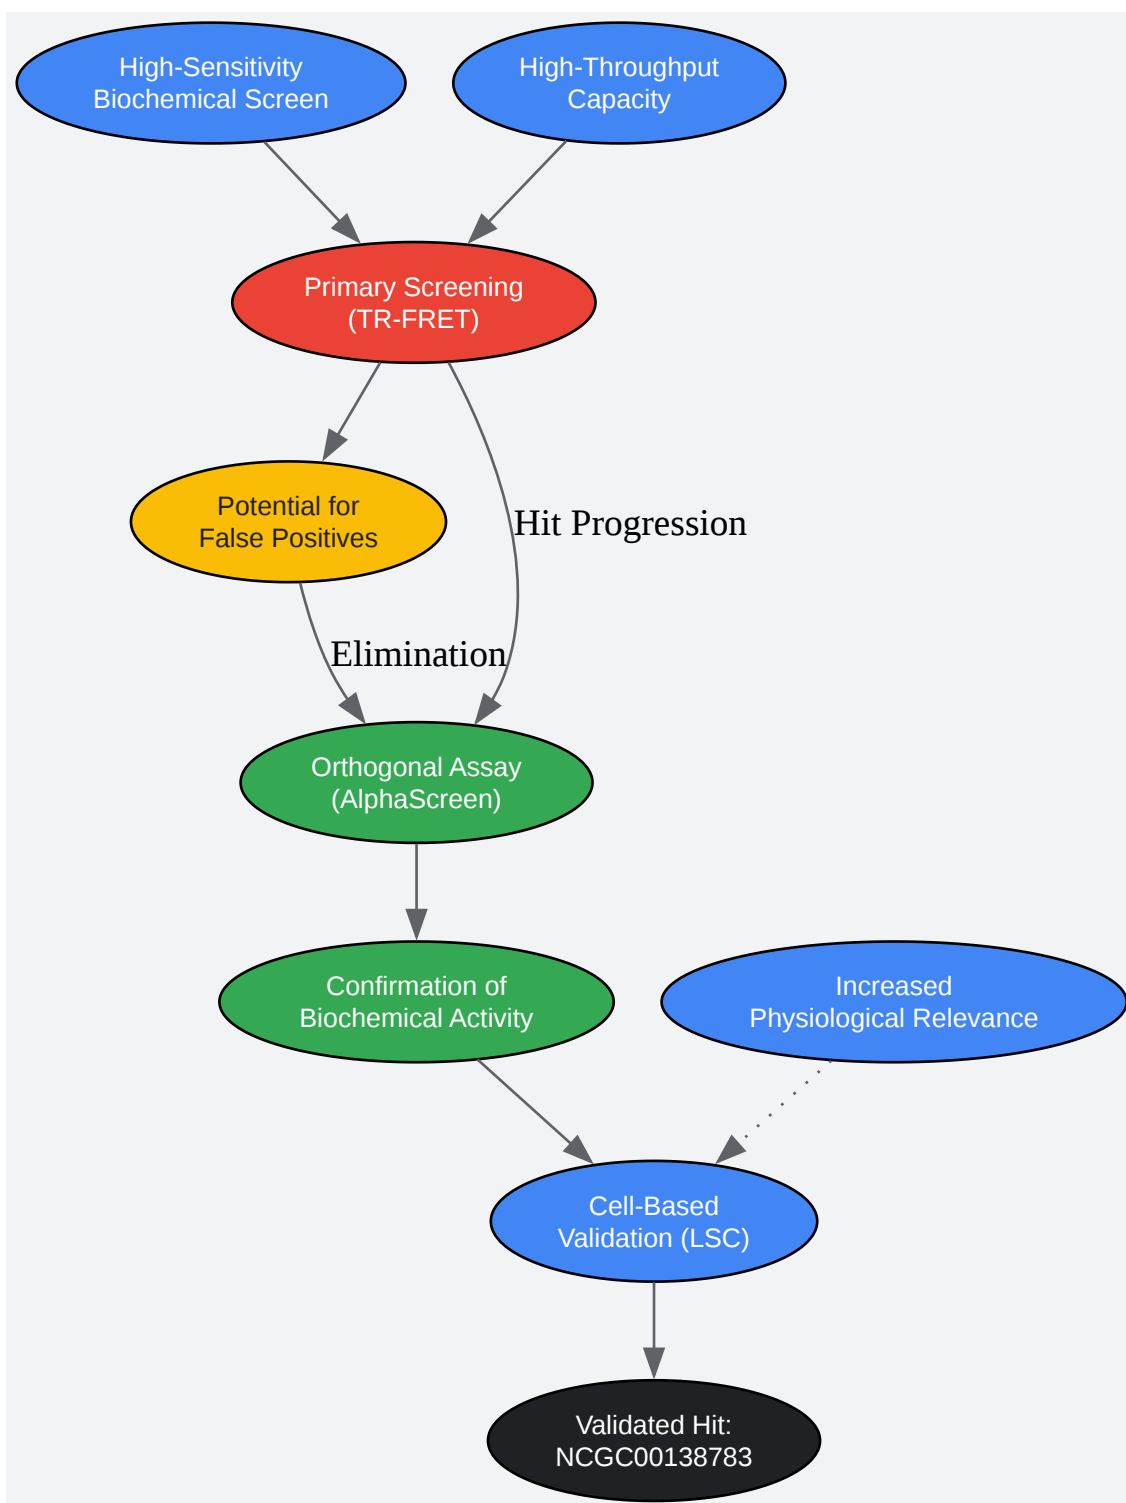 High-Sensitivity
Biochemical Screen
High-Throughput
Capacity
Primary Screening
(TR-FRET)
Potential for
False Positives
Hit Progression
Elimination
Orthogonal Assay
(AlphaScreen)
Confirmation of
Biochemical Activity
Increased
Physiological Relevance
Cell-Based
Validation (LSC)
Validated Hit:
NCGC00138783